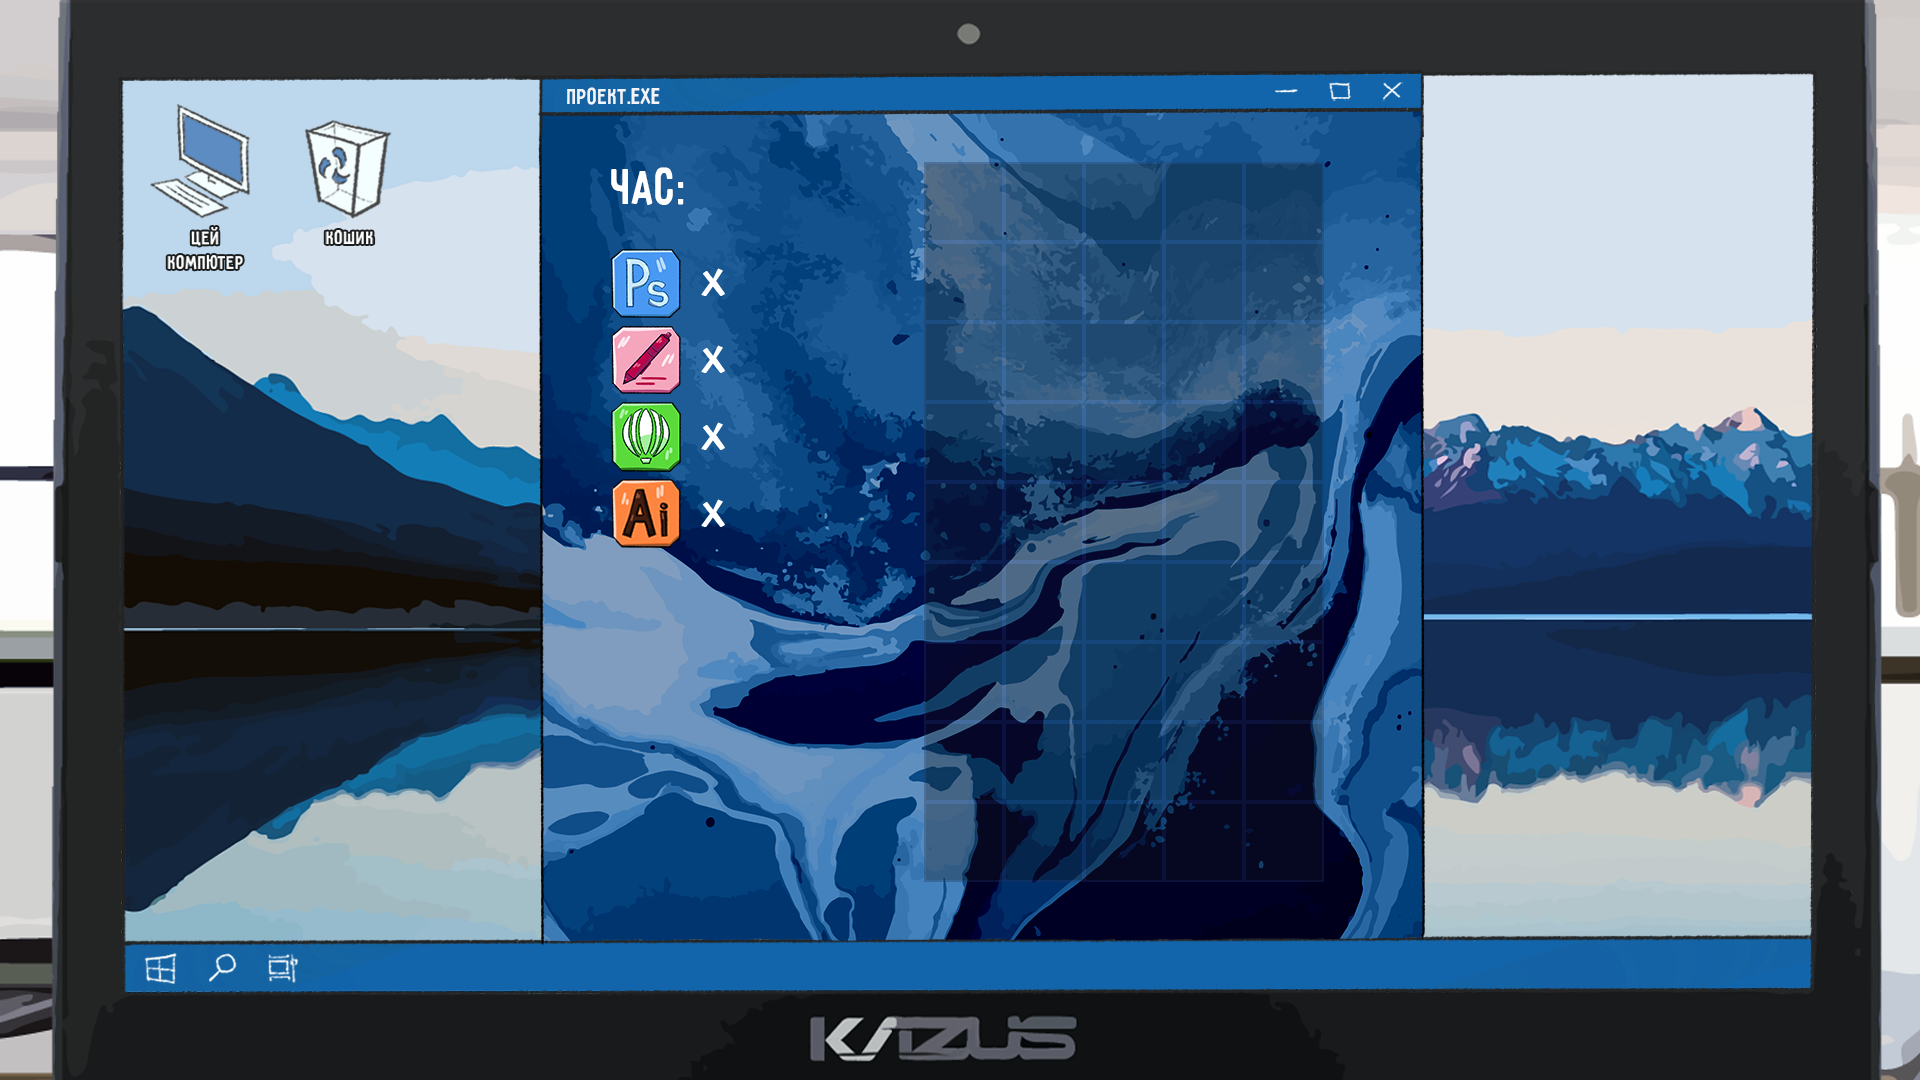 ПРОЕКТ.EXE
ЧАС:
Ps X
X
X
Ai X
ЦЕЙ
КОМПЮТЕР
КОШИК
KAZUS